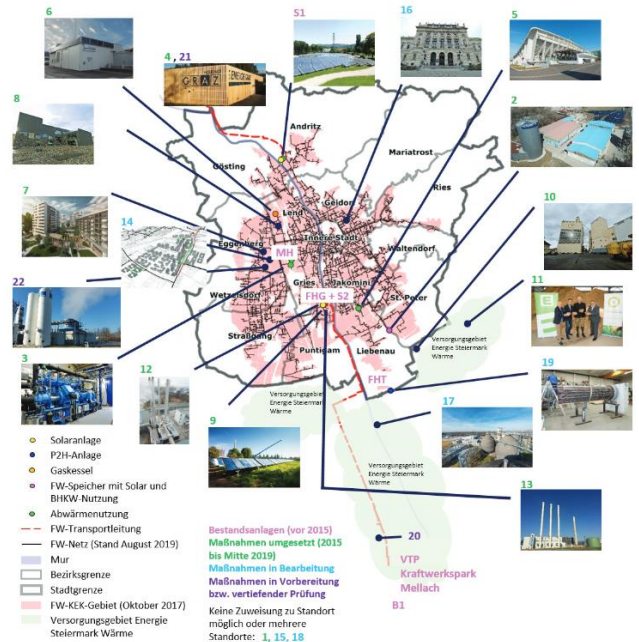 6
S1
16
5
4 , 21
GRAZ
ENERGIE GRAZ
8
2
Andritz
Mariatrost
Gösting
Ries
7
Lend
Geidorf
10
14
Eggenberg
MH
Innere Stadt
Waltendorf
22
Gries
Jakomini
11
Wetzelsdorf
FHG + S2
St. Peter
Straßgang
Versorgungsgebiet
Energie Steiermark
Wärme
3
12
Puntigam
Liebenau
FHT
19
Versorgungsgebiet
Energie Steiermark
Wärme
17
9
Versorgungsgebiet
Energie Steiermark
Wärme
13
Solaranlage
P2H-Anlage
Gaskessel
FW-Speicher mit Solar und
BHKW-Nutzung
Abwärmenutzung
FW-Transportleitung
FW-Netz (Stand August 2019)
Mur
Bezirksgrenze
Stadtgrenze
FW-KEK-Gebiet (Oktober 2017)
Versorgungsgebiet Energie
Steiermark Wärme
Bestandsanlagen (vor 2015)
Maßnahmen umgesetzt (2015
bis Mitte 2019)
Maßnahmen in Bearbeitung
Maßnahmen in Vorbereitung
bzw. vertiefender Prüfung
Keine Zuweisung zu Standort
möglich oder mehrere
Standorte: 1, 15, 18
20
VTP
Kraftwerkspark
Mellach
B1